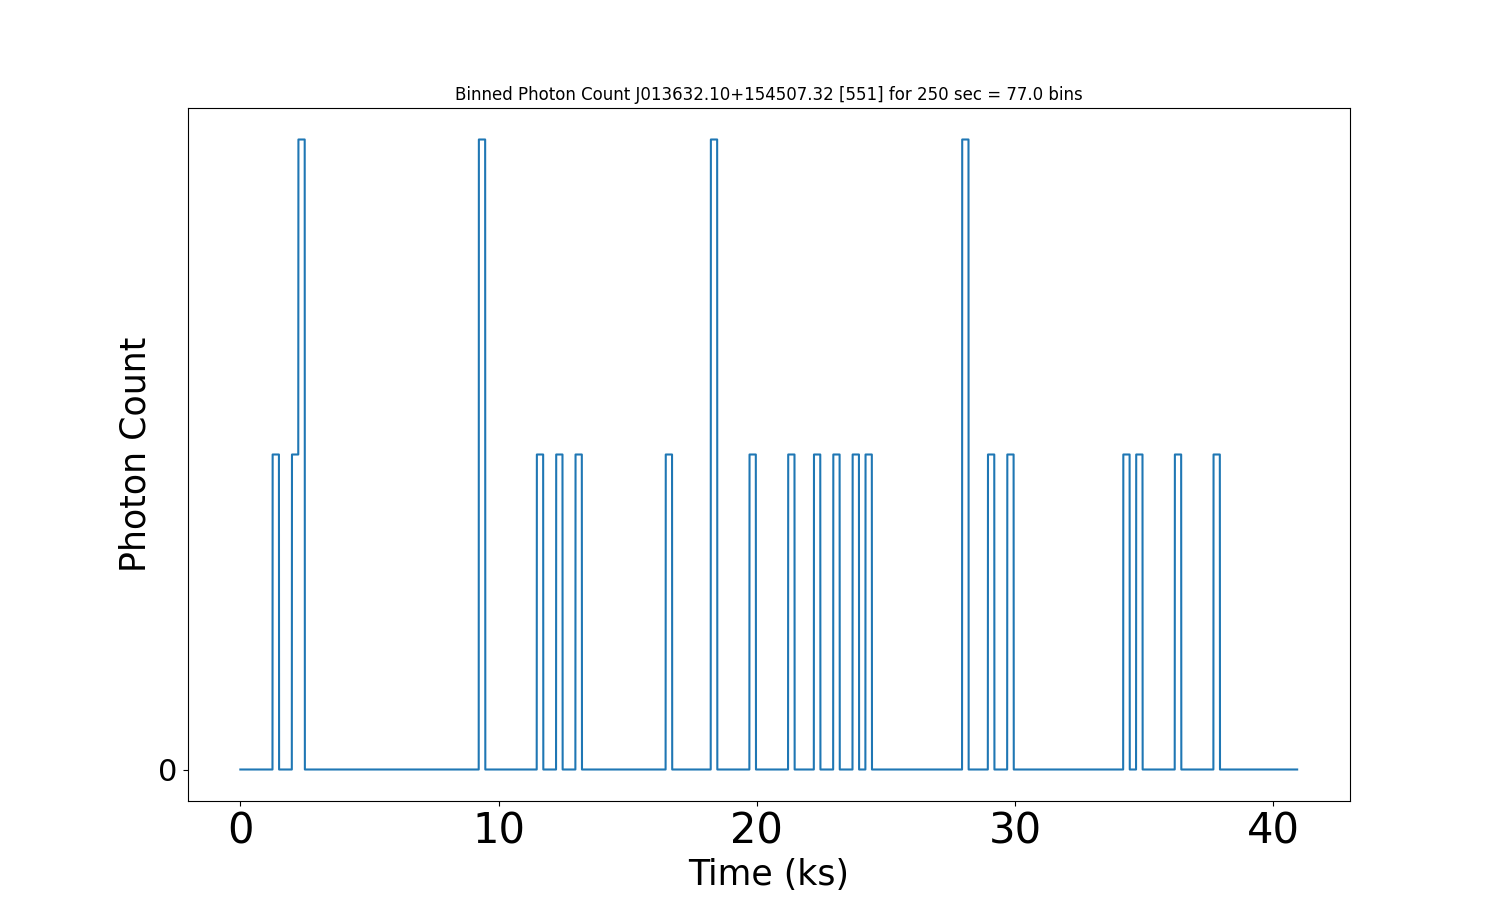 Binned Photon Count J013632.10+154507.32 [551] for 250 sec = 77.0 bins
Photon Count
0
0 10 20 30 40
Time (ks)